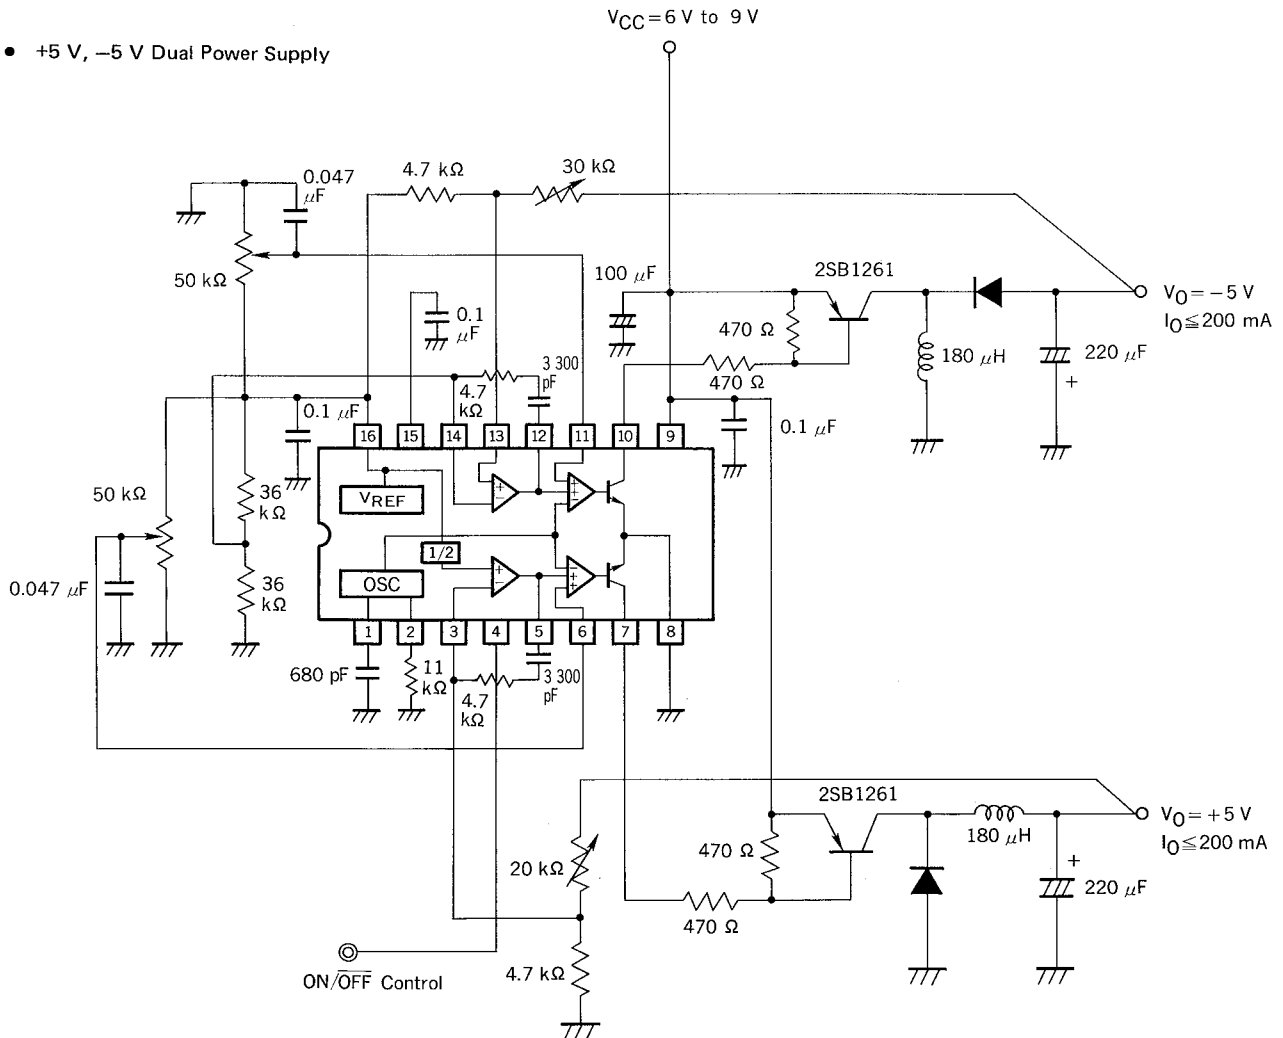 VCC=6 V to 9 V
• +5 V, −5 V Dual Power Supply
0.047
μF
4.7 kΩ
30 kΩ
50 kΩ
0.1
μF
100 μF
2SB1261
470 Ω
470 Ω
180 μH
220 μF
+
VO=−5 V
IO≦200 mA
3 300
pF
4.7
kΩ
0.1 μF
0.1 μF
16
15
14
13
12
11
10
9
50 kΩ
36
kΩ
VREF
+
−
−
+
+
1/2
OSC
+
−
−
+
+
0.047 μF
36
kΩ
1
2
3
4
5
6
7
8
680 pF
11
kΩ
4.7
kΩ
3 300
pF
2SB1261
470 Ω
470 Ω
180 μH
+
220 μF
VO=+5 V
IO≦200 mA
20 kΩ
4.7 kΩ
ON/O̅F̅F̅ Control